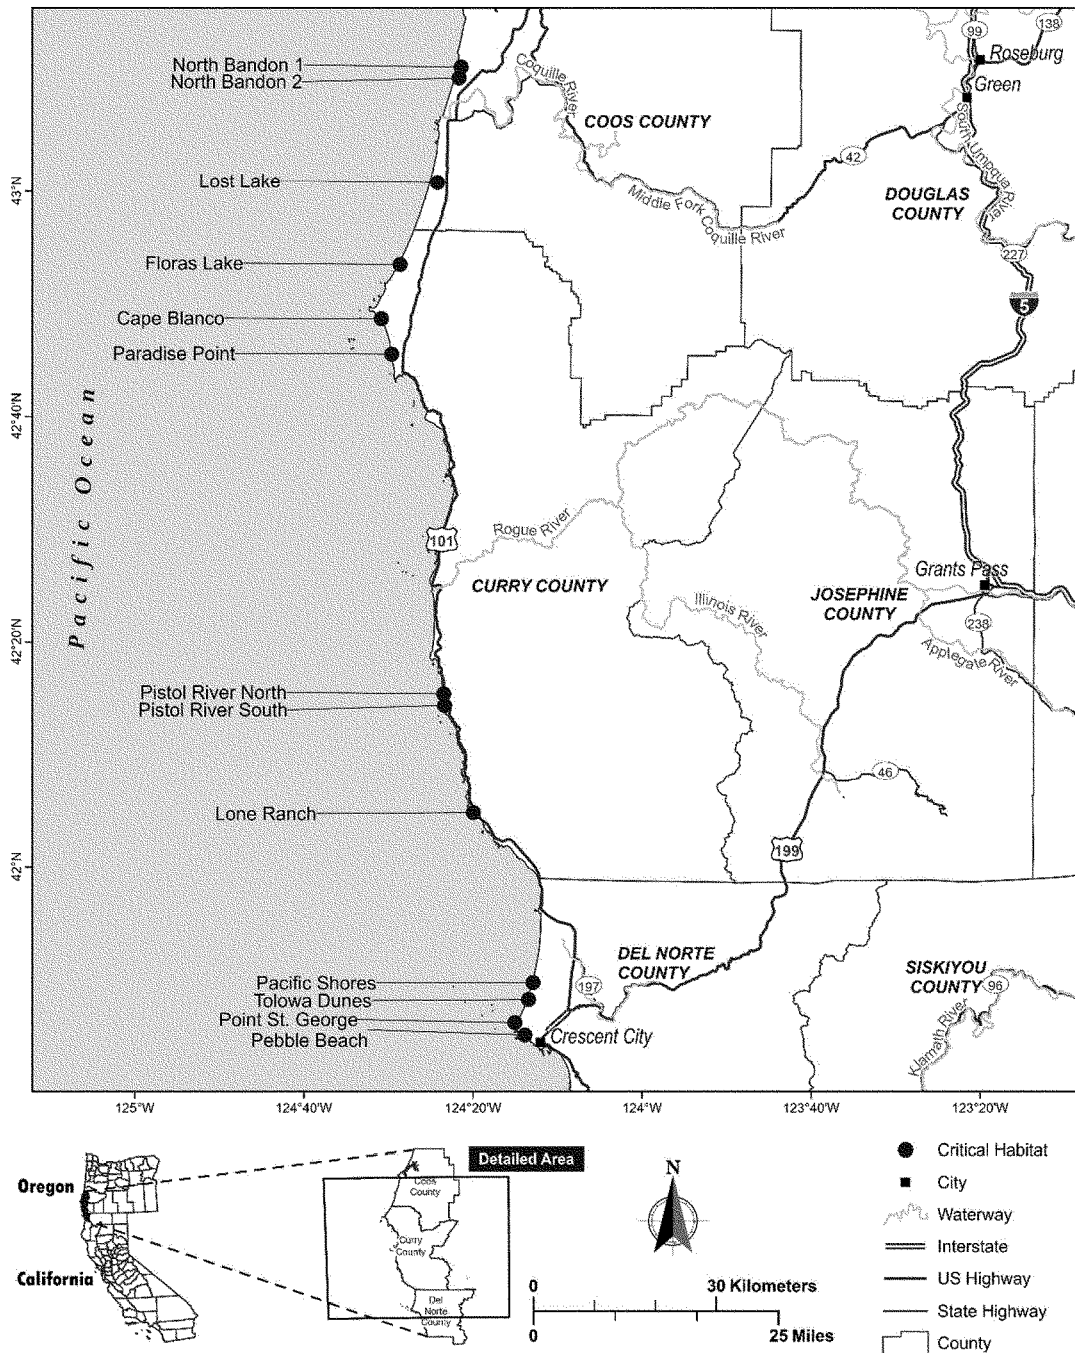 99
138
North Bandon 1
North Bandon 2
Roseburg
Green
Coquille River
COOS COUNTY
South Umpqua River
42
Lost Lake
43°N
Middle Fork Coquille River
DOUGLAS
COUNTY
Floras Lake
227
5
Cape Blanco
Paradise Point
42°40'N
Pacific Ocean
Rogue River
101
CURRY COUNTY
Grants Pass
JOSEPHINE
COUNTY
Illinois River
238
Applegate River
42°20'N
Pistol River North
Pistol River South
46
Lone Ranch
199
42°N
DEL NORTE
COUNTY
SISKIYOU
COUNTY
Pacific Shores
Tolowa Dunes
197
96
Point St. George
Pebble Beach
Crescent City
Klamath River
125°W
124°40'W
124°20'W
124°W
123°40'W
123°20'W
Oregon
California
Detailed Area
Coos
County
Curry
County
Del
Norte
County
N
0
30 Kilometers
0
25 Miles
Critical Habitat
City
Waterway
Interstate
US Highway
State Highway
County